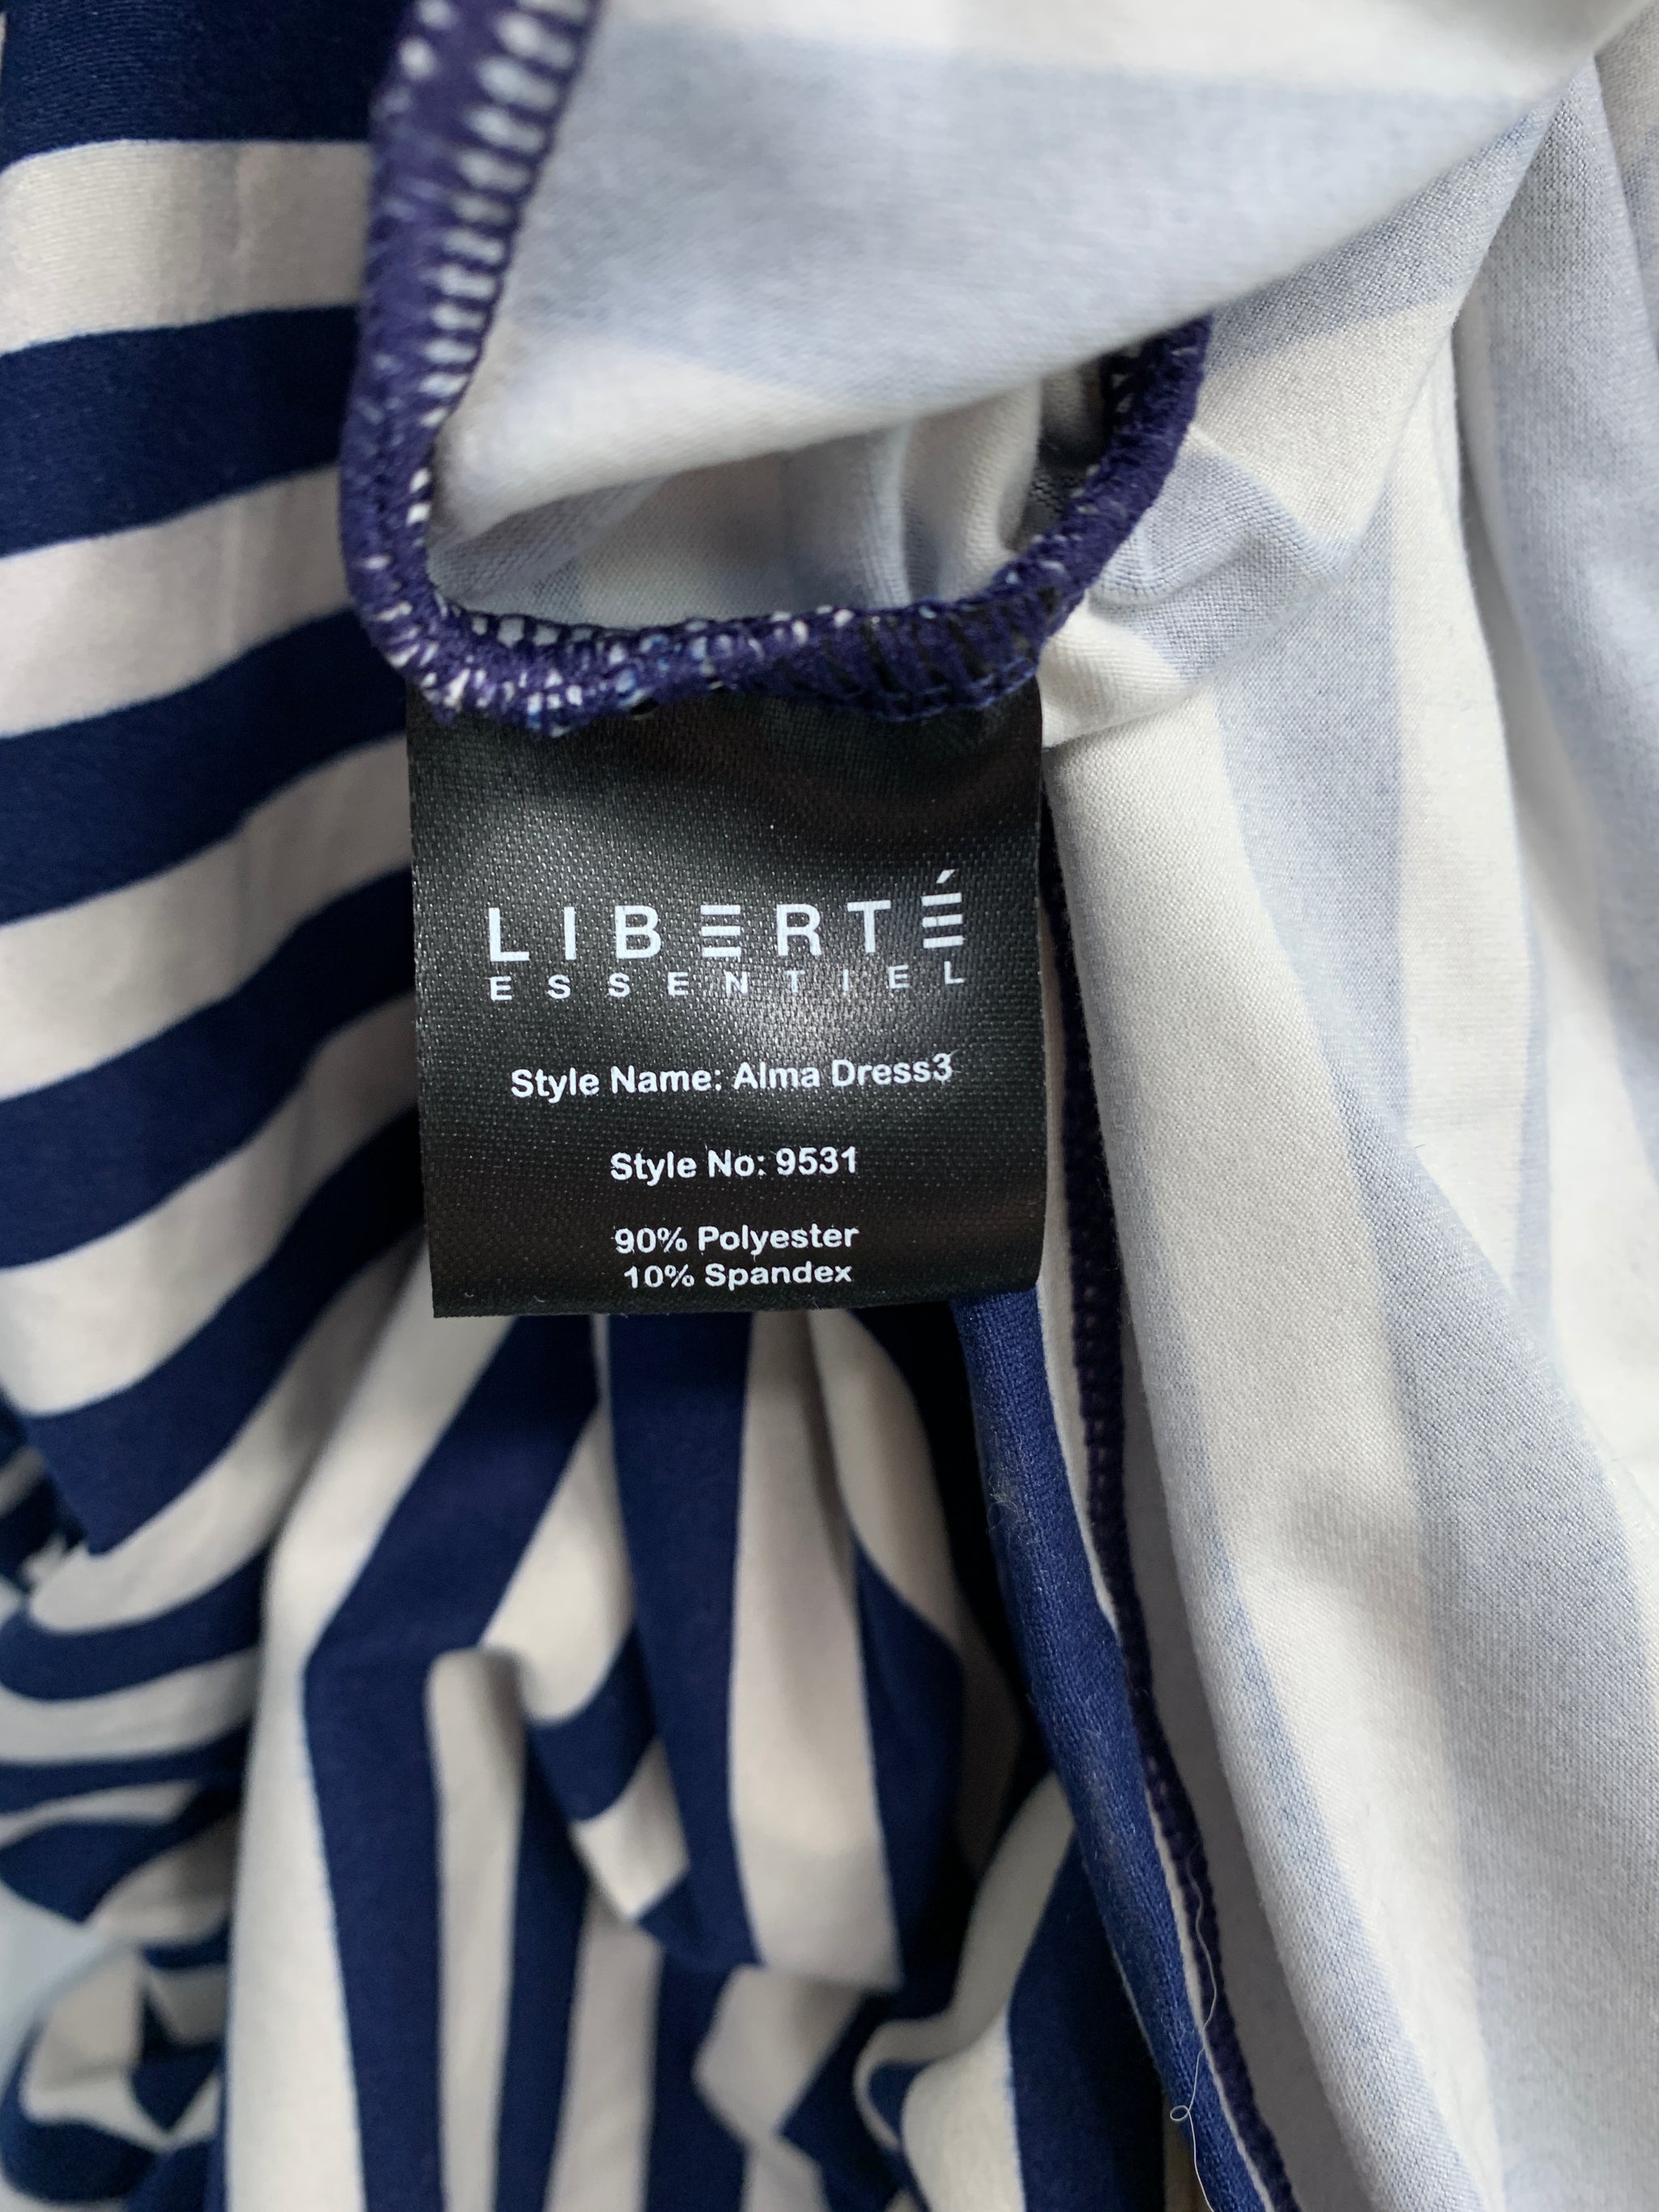 LIBERTÉ
ESSENTIEL
Style Name: Alma Dress3
Style No: 9531
90% Polyester
10% Spandex